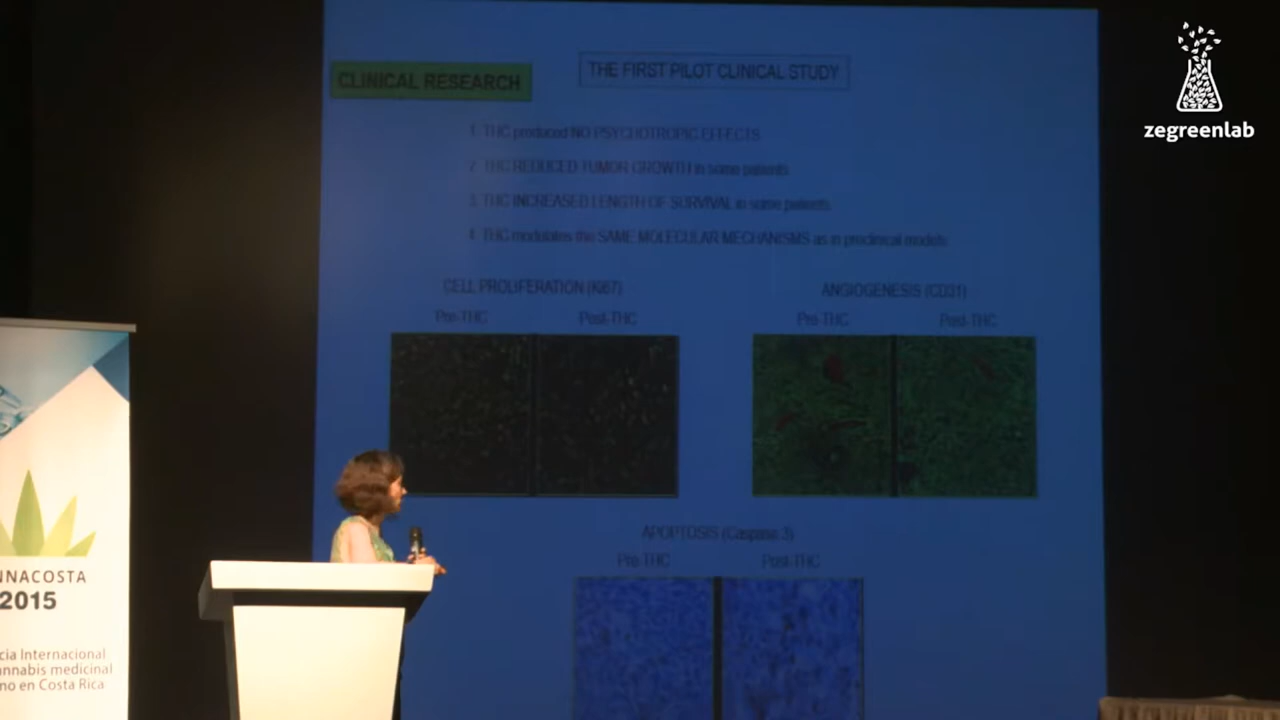 zegreenlab
CLINICAL RESEARCH
THE FIRST PILOT CLINICAL STUDY
1. THC produced NO PSYCHOTROPIC EFFECTS
2. THC REDUCED TUMOR GROWTH in some patients
3. THC INCREASED LENGTH OF SURVIVAL in some patients
4. THC modulates the SAME MOLECULAR MECHANISMS as in preclinical models
CELL PROLIFERATION (Ki67)
Pre-THC Post-THC
ANGIOGENESIS (CD31)
Pre-THC Post-THC
APOPTOSIS (Caspase 3)
Pre-THC Post-THC
NNACOSTA
2015
cia Internacional
annabis medicinal
no en Costa Rica